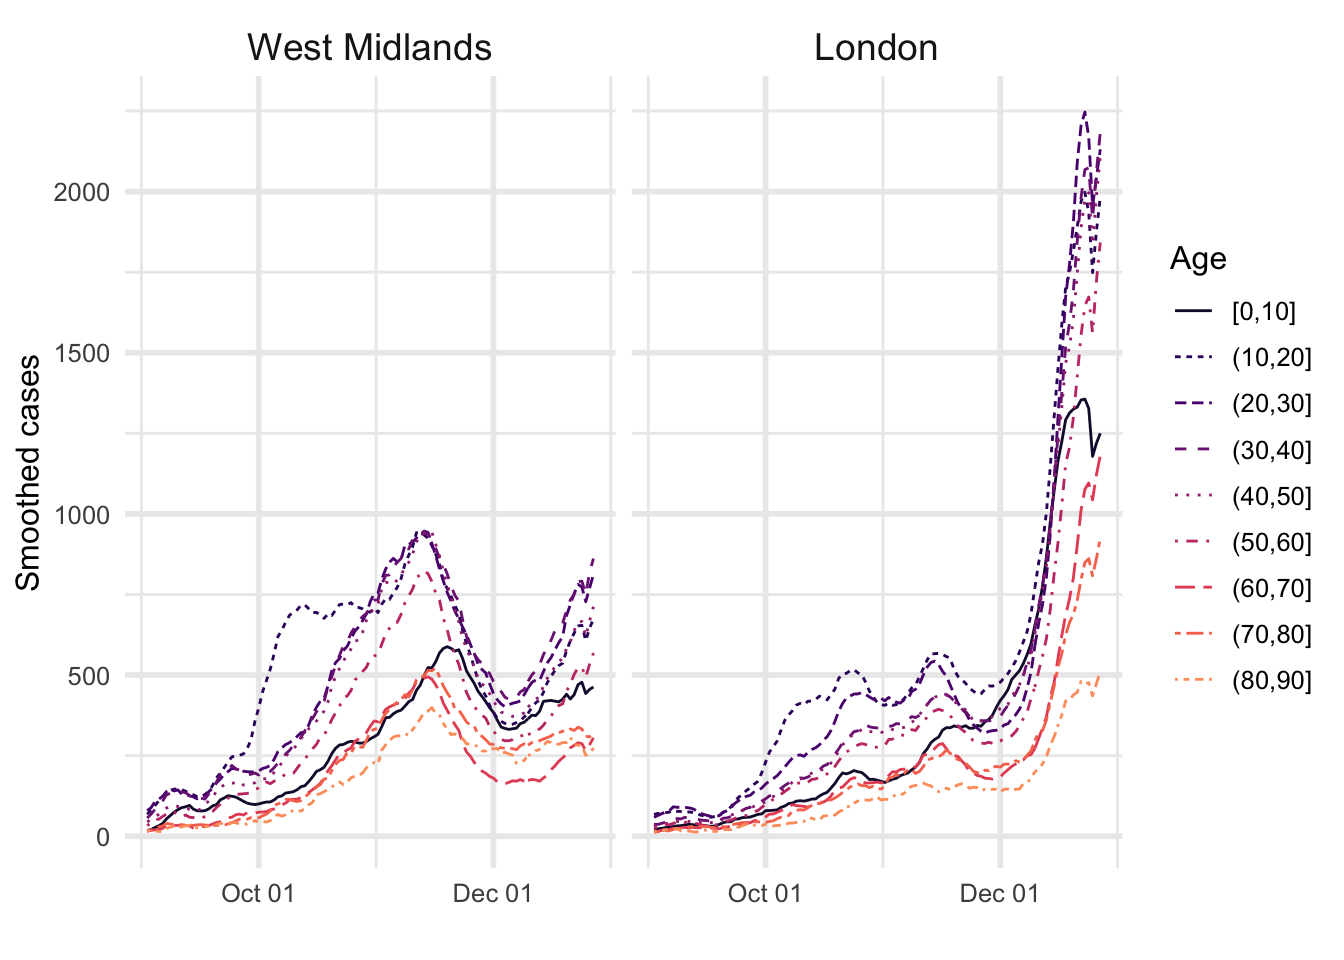 West Midlands
London
Smoothed cases
2000
1500
1000
500
0
Oct 01
Dec 01
Oct 01
Dec 01
Age
[0,10]
(10,20]
(20,30]
(30,40]
(40,50]
(50,60]
(60,70]
(70,80]
(80,90]